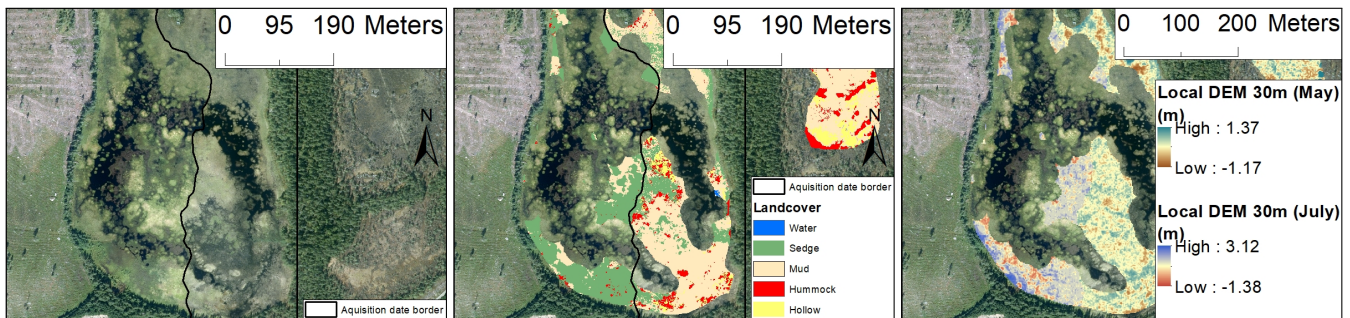 0 95 190 Meters
N
Aquisition date border
0 95 190 Meters
N
Aquisition date border
Landcover
Water
Sedge
Mud
Hummock
Hollow
0 100 200 Meters
Local DEM 30m (May)
(m)
High : 1.37
Low : -1.17
Local DEM 30m (July)
(m)
High : 3.12
Low : -1.38